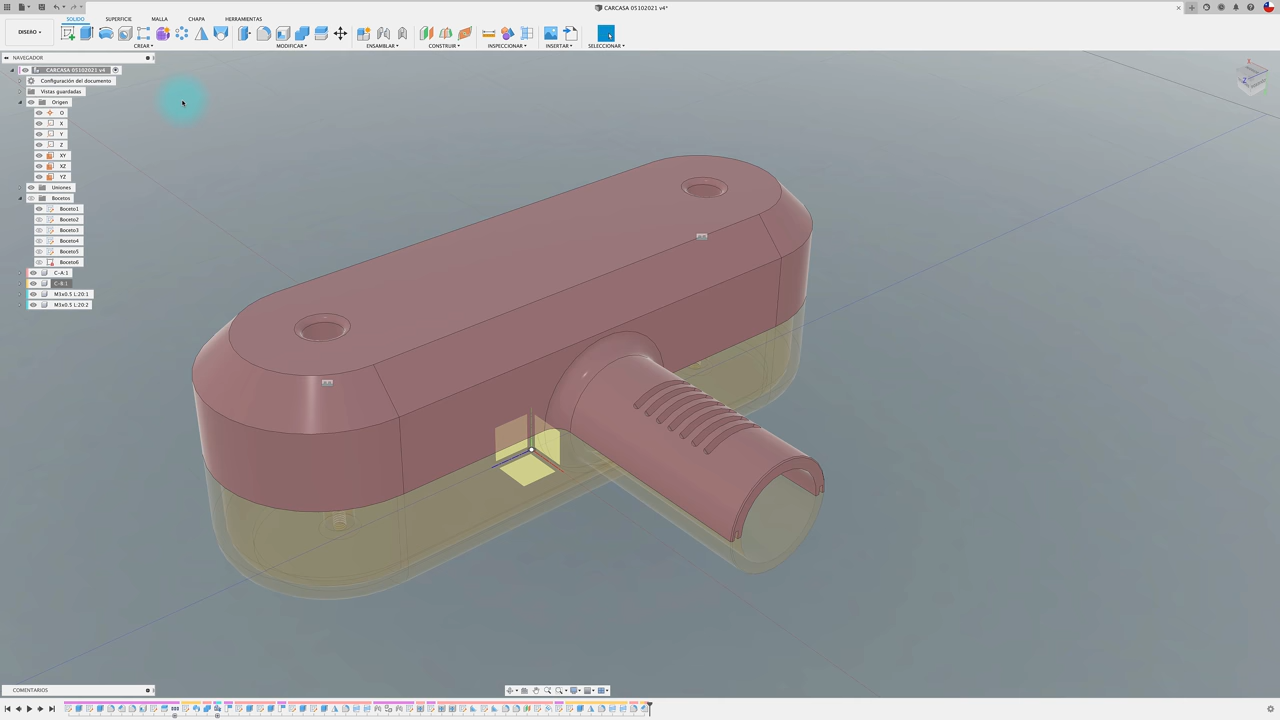 CARCASA 05102021 v4*
SOLIDO
SUPERFICIE
MALLA
CHAPA
HERRAMIENTAS
DISEÑO
CREAR
MODIFICAR
ENSAMBLAR
CONSTRUIR
INSPECCIONAR
INSERTAR
SELECCIONAR
NAVEGADOR
CARCASA 05102021 v4
Configuración del documento
Vistas guardadas
Origen
O
X
Y
Z
XY
XZ
YZ
Uniones
Bocetos
Boceto1
Boceto2
Boceto3
Boceto4
Boceto5
Boceto6
C-A:1
C-B:1
M3x0.5 L:20:1
M3x0.5 L:20:2
X
Z
COMENTARIOS